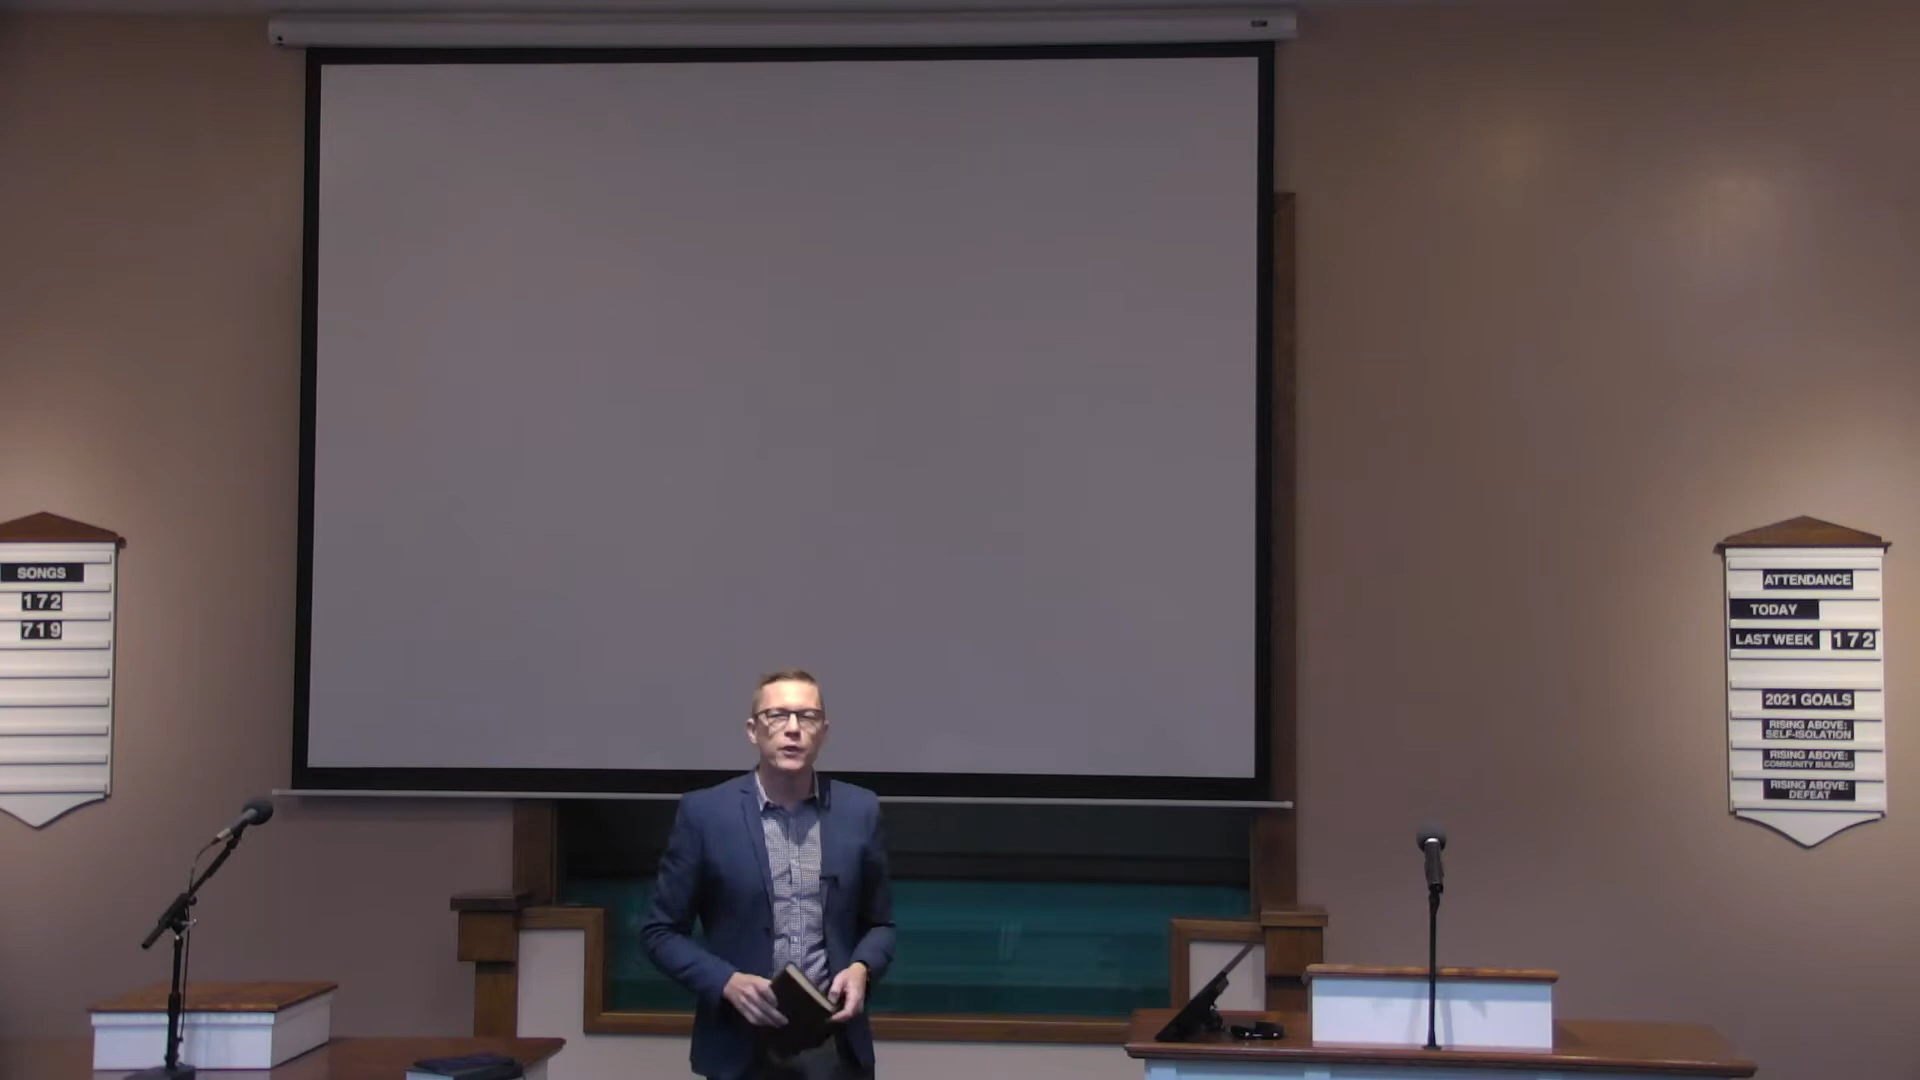 SONGS
172
719
ATTENDANCE
TODAY
LAST WEEK 172
2021 GOALS
RISING ABOVE:
SELF-ISOLATION
RISING ABOVE:
COMMUNITY BUILDING
RISING ABOVE:
DEFEAT